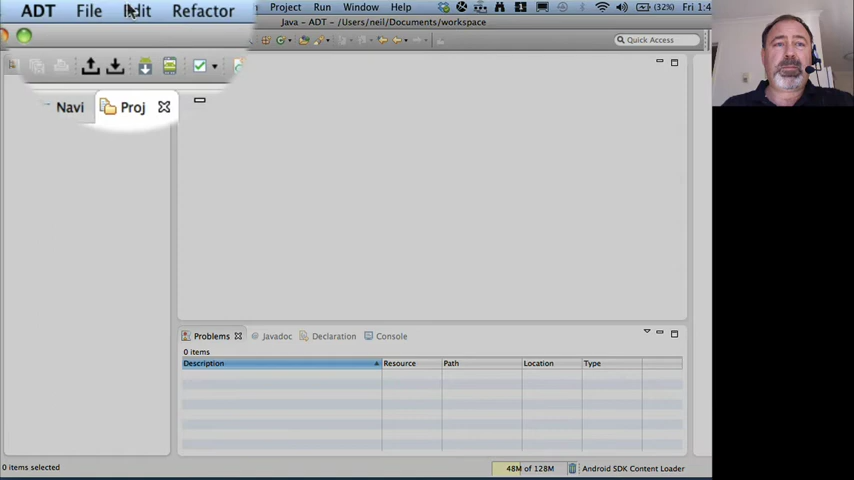 ADT File Edit Refactor Project Run Window Help (32%) Fri 1:4
Java - ADT - /Users/neil/Documents/workspace
Quick Access
Navi Proj
Problems Javadoc Declaration Console
0 items
Description Resource Path Location Type
0 items selected 48M of 128M Android SDK Content Loader